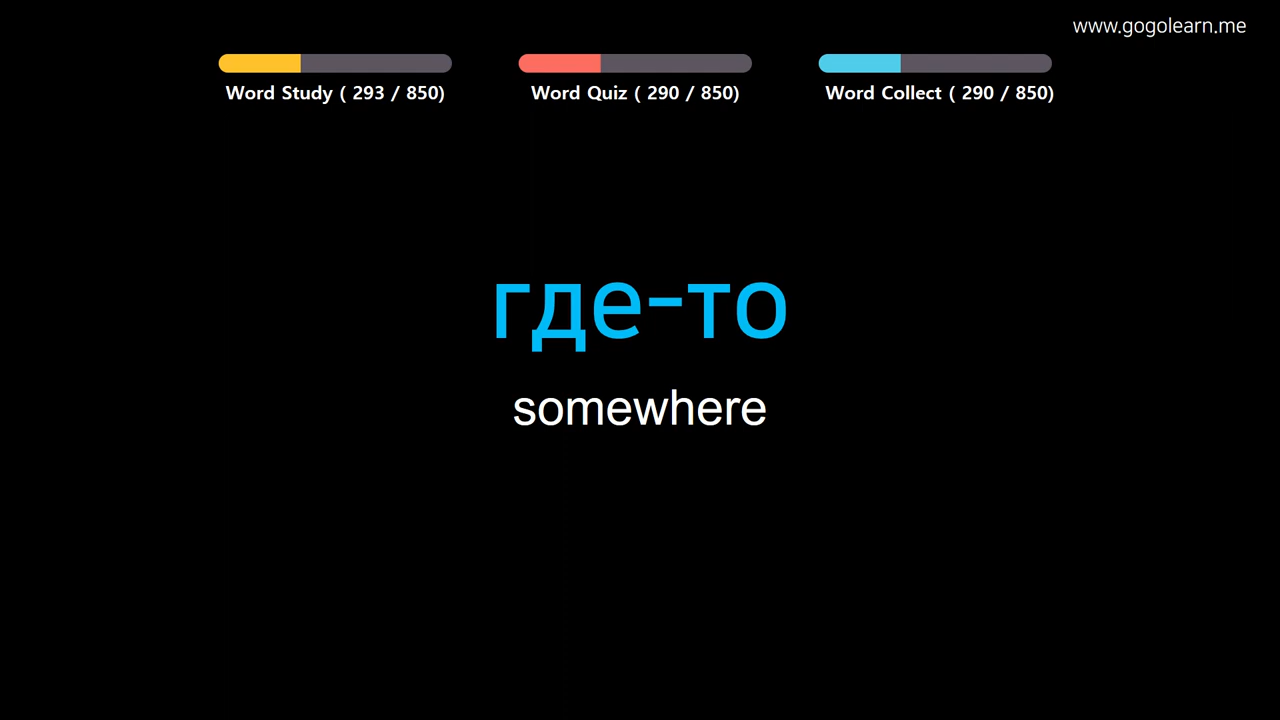 www.gogolearn.me
Word Study ( 293 / 850)
Word Quiz ( 290 / 850)
Word Collect ( 290 / 850)
где-то
somewhere